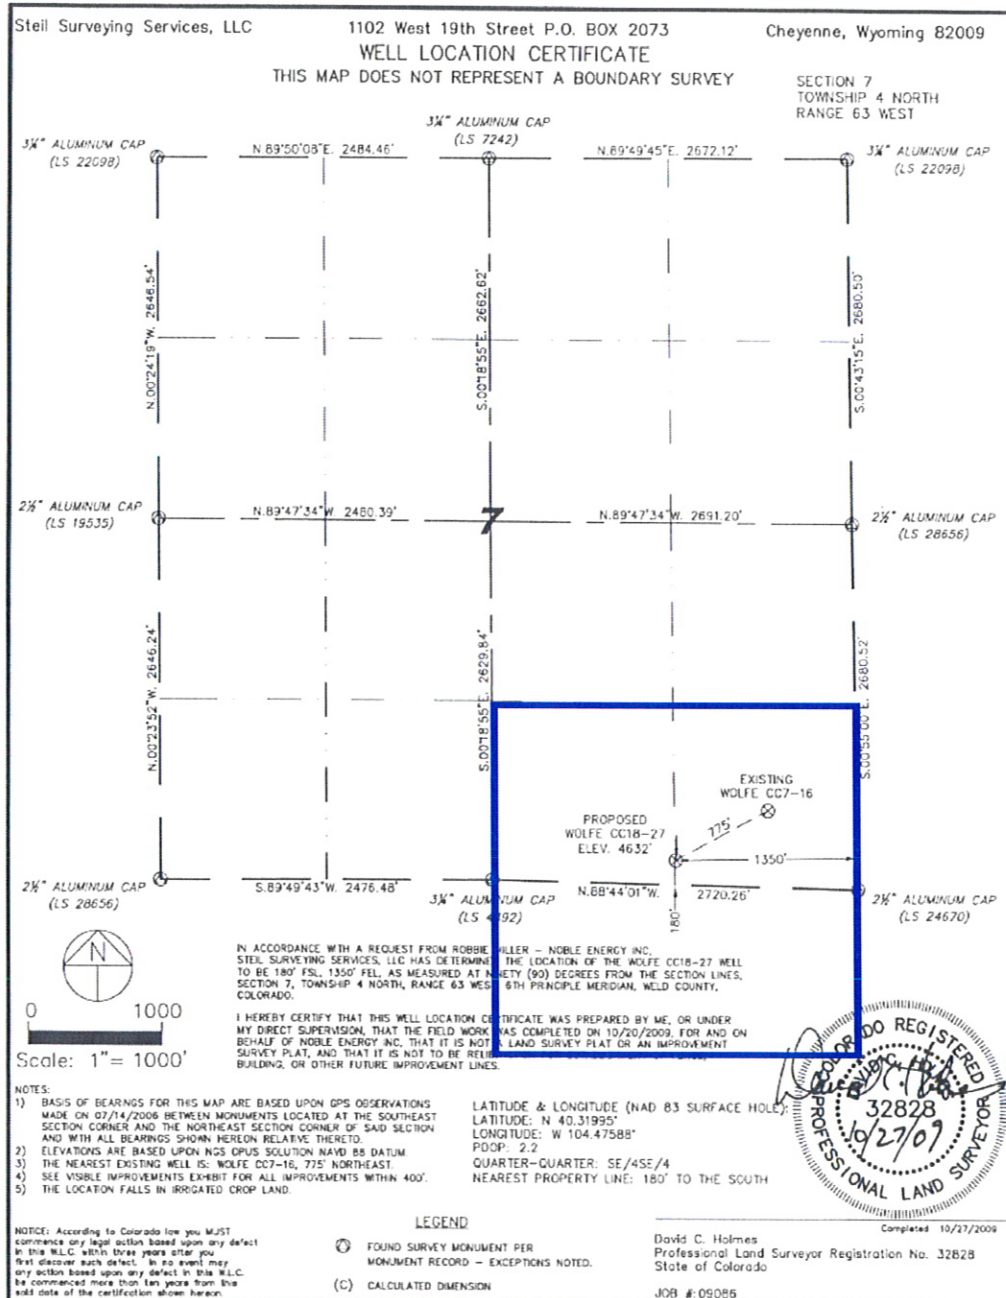 Steil Surveying Services, LLC
1102 West 19th Street P.O. BOX 2073
Cheyenne, Wyoming 82009
WELL LOCATION CERTIFICATE
THIS MAP DOES NOT REPRESENT A BOUNDARY SURVEY
SECTION 7
TOWNSHIP 4 NORTH
RANGE 63 WEST
3¼" ALUMINUM CAP
(LS 22098)
N.89°50'08"E. 2484.46'
3¼" ALUMINUM CAP
(LS 7242)
N.89°49'45"E. 2672.12'
3¼" ALUMINUM CAP
(LS 22098)
N.00°24'19"W. 2646.54'
S.00°18'55"E. 2662.62'
S.00°43'15"E. 2680.50'
2½" ALUMINUM CAP
(LS 19535)
N.89°47'34"W. 2480.39'
7
N.89°47'34"W. 2691.20'
2½" ALUMINUM CAP
(LS 28656)
N.00°23'52"W. 2646.24'
S.00°18'55"E. 2629.84'
S.00°55'00"E. 2680.52'
EXISTING
WOLFE CC7-16
PROPOSED
WOLFE CC18-27
ELEV. 4632'
775'
1350'
180'
2½" ALUMINUM CAP
(LS 28656)
S.89°49'43"W. 2476.48'
3¼" ALUMINUM CAP
(LS 4392)
N.88°44'01"W. 2720.26'
2½" ALUMINUM CAP
(LS 24670)
N
0 1000
Scale: 1"= 1000'
IN ACCORDANCE WITH A REQUEST FROM ROBBIE MILLER – NOBLE ENERGY INC,
STEIL SURVEYING SERVICES, LLC HAS DETERMINED THE LOCATION OF THE WOLFE CC18-27 WELL
TO BE 180' FSL, 1350' FEL, AS MEASURED AT NINETY (90) DEGREES FROM THE SECTION LINES,
SECTION 7, TOWNSHIP 4 NORTH, RANGE 63 WEST 6TH PRINCIPLE MERIDIAN, WELD COUNTY,
COLORADO.
I HEREBY CERTIFY THAT THIS WELL LOCATION CERTIFICATE WAS PREPARED BY ME, OR UNDER
MY DIRECT SUPERVISION, THAT THE FIELD WORK WAS COMPLETED ON 10/20/2009, FOR AND ON
BEHALF OF NOBLE ENERGY INC, THAT IT IS NOT A LAND SURVEY PLAT OR AN IMPROVEMENT
SURVEY PLAT, AND THAT IT IS NOT TO BE
BUILDING, OR OTHER FUTURE IMPROVEMENT LINES.
NOTES:
1) BASIS OF BEARINGS FOR THIS MAP ARE BASED UPON GPS OBSERVATIONS
MADE ON 07/14/2006 BETWEEN MONUMENTS LOCATED AT THE SOUTHEAST
SECTION CORNER AND THE NORTHEAST SECTION CORNER OF SAID SECTION
AND WITH ALL BEARINGS SHOWN HEREON RELATIVE THERETO.
2) ELEVATIONS ARE BASED UPON NGS OPUS SOLUTION NAVD 88 DATUM.
3) THE NEAREST EXISTING WELL IS: WOLFE CC7-16, 775' NORTHEAST.
4) SEE VISIBLE IMPROVEMENTS EXHIBIT FOR ALL IMPROVEMENTS WITHIN 400'.
5) THE LOCATION FALLS IN IRRIGATED CROP LAND.
LATITUDE & LONGITUDE (NAD 83 SURFACE HOLE):
LATITUDE: N 40.31995°
LONGITUDE: W 104.47588°
PDOP: 2.2
QUARTER-QUARTER: SE/4SE/4
NEAREST PROPERTY LINE: 180' TO THE SOUTH
COLORADO REGISTERED
DAVID C. HOLMES
32828
10/27/09
PROFESSIONAL LAND SURVEYOR
NOTICE: According to Colorado law you MUST
commence any legal action based upon any defect
in this W.L.C. within three years after you
first discover such defect. In no event may
any action based upon any defect in this W.L.C.
be commenced more than ten years from the
said date of the certification shown hereon.
LEGEND
FOUND SURVEY MONUMENT PER
MONUMENT RECORD – EXCEPTIONS NOTED.
(C) CALCULATED DIMENSION
Completed 10/27/2009
David C. Holmes
Professional Land Surveyor Registration No. 32828
State of Colorado
JOB #: 09086